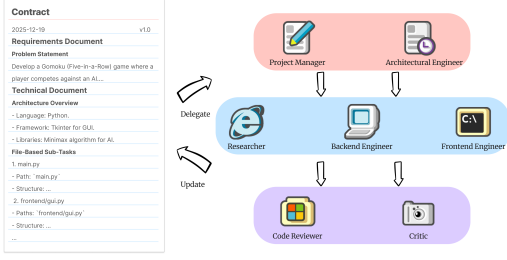 Contract
2025-12-19 v1.0
Requirements Document
Problem Statement
Develop a Gomoku (Five-in-a-Row) game where a
player competes against an AI....
Technical Document
Architecture Overview
- Language: Python.
- Framework: Tkinter for GUI.
- Libraries: Minimax algorithm for AI.
File-Based Sub-Tasks
1. main.py
- Path: `main.py`
- Structure: ...
2. frontend/gui.py
- Paths: `frontend/gui.py`
- Structure: ...
...
Delegate
Update
Project Manager
Architectural Engineer
C:\
Researcher
Backend Engineer
Frontend Engineer
Code Reviewer
Critic